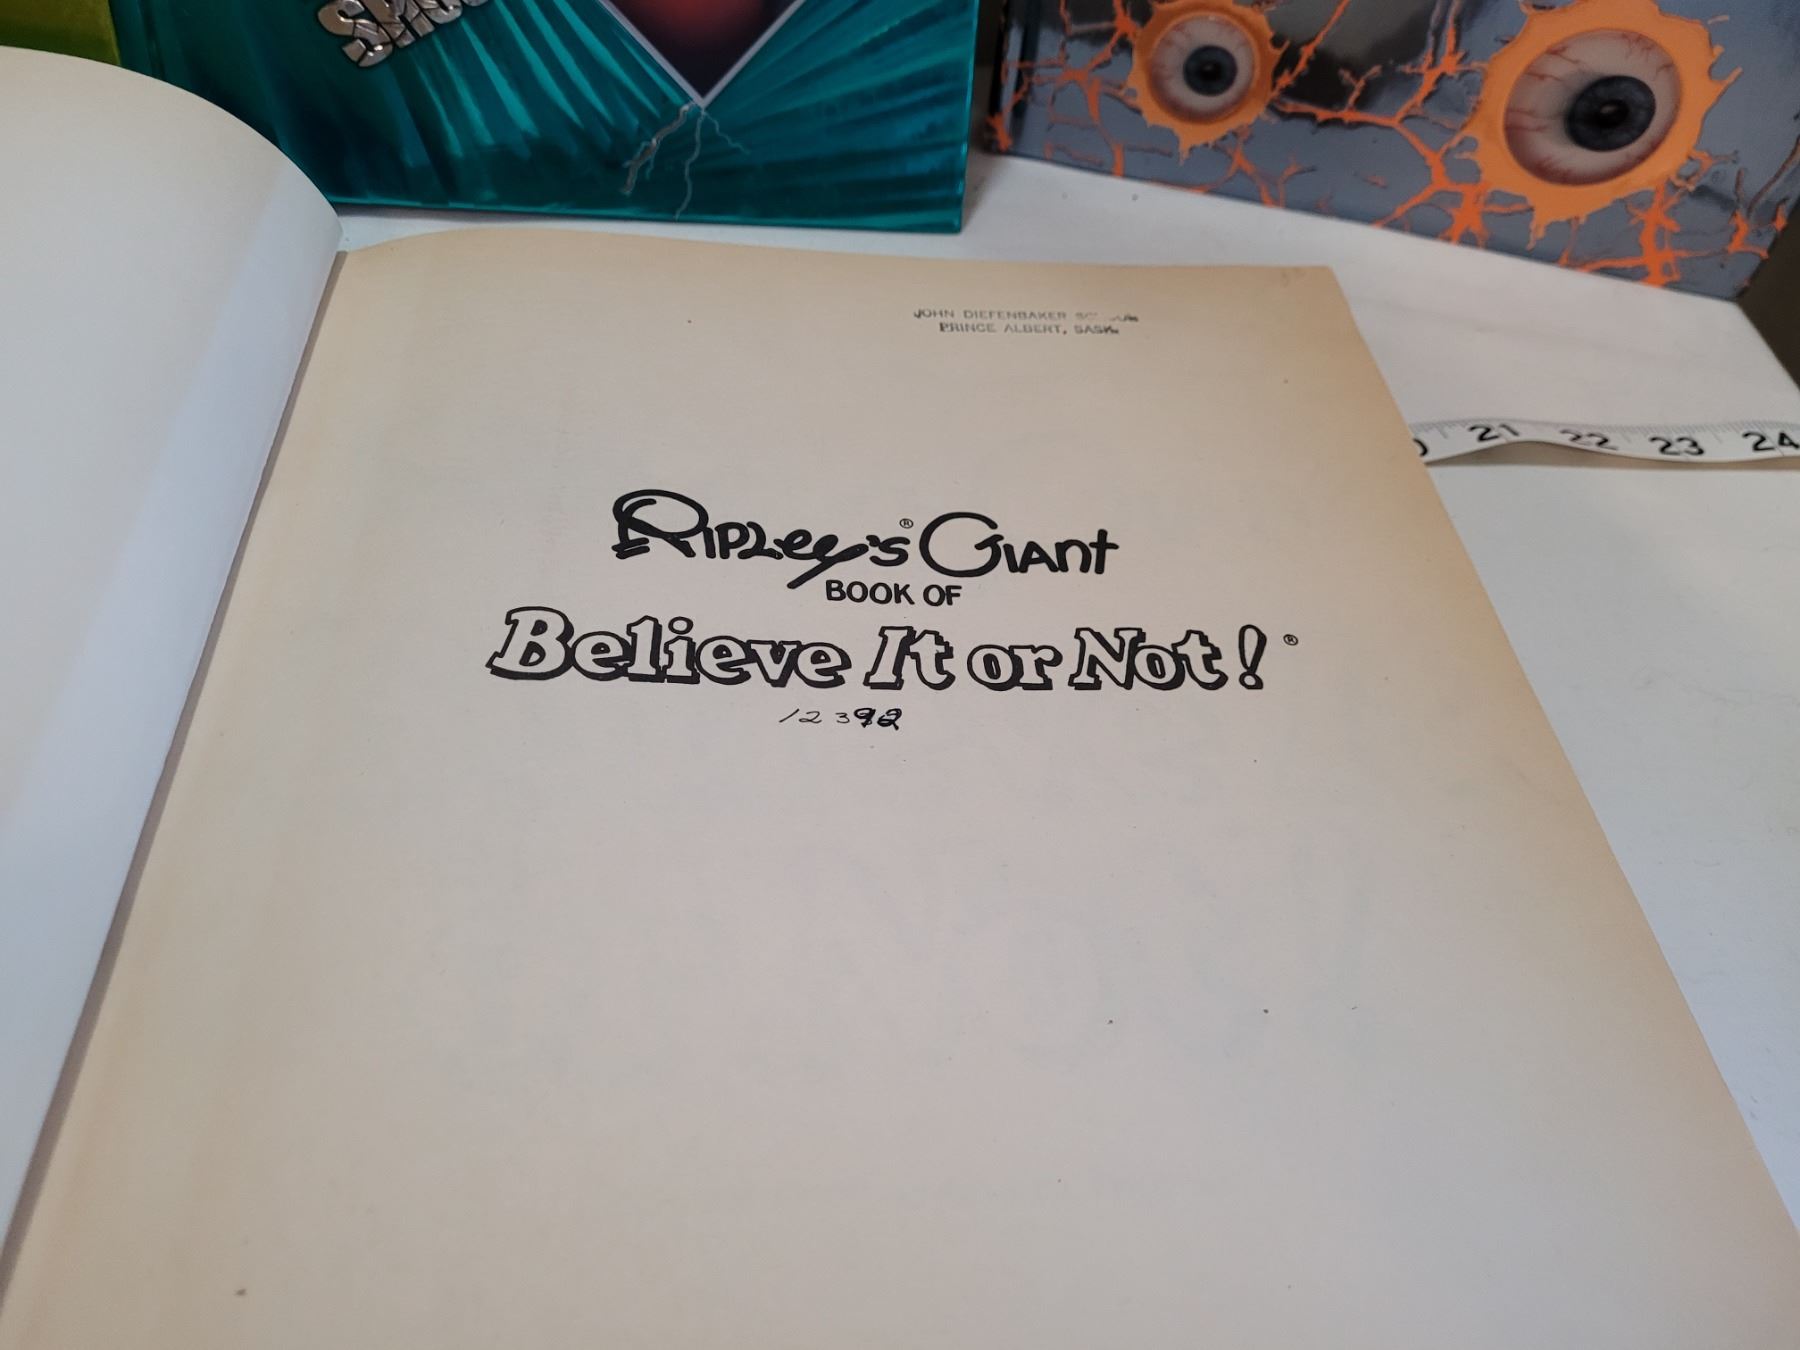 JOHN DIEFENBAKER
PRINCE ALBERT, SASK.
21 22 23 24
Ripley's® Giant
BOOK OF
Believe It or Not!®
12392